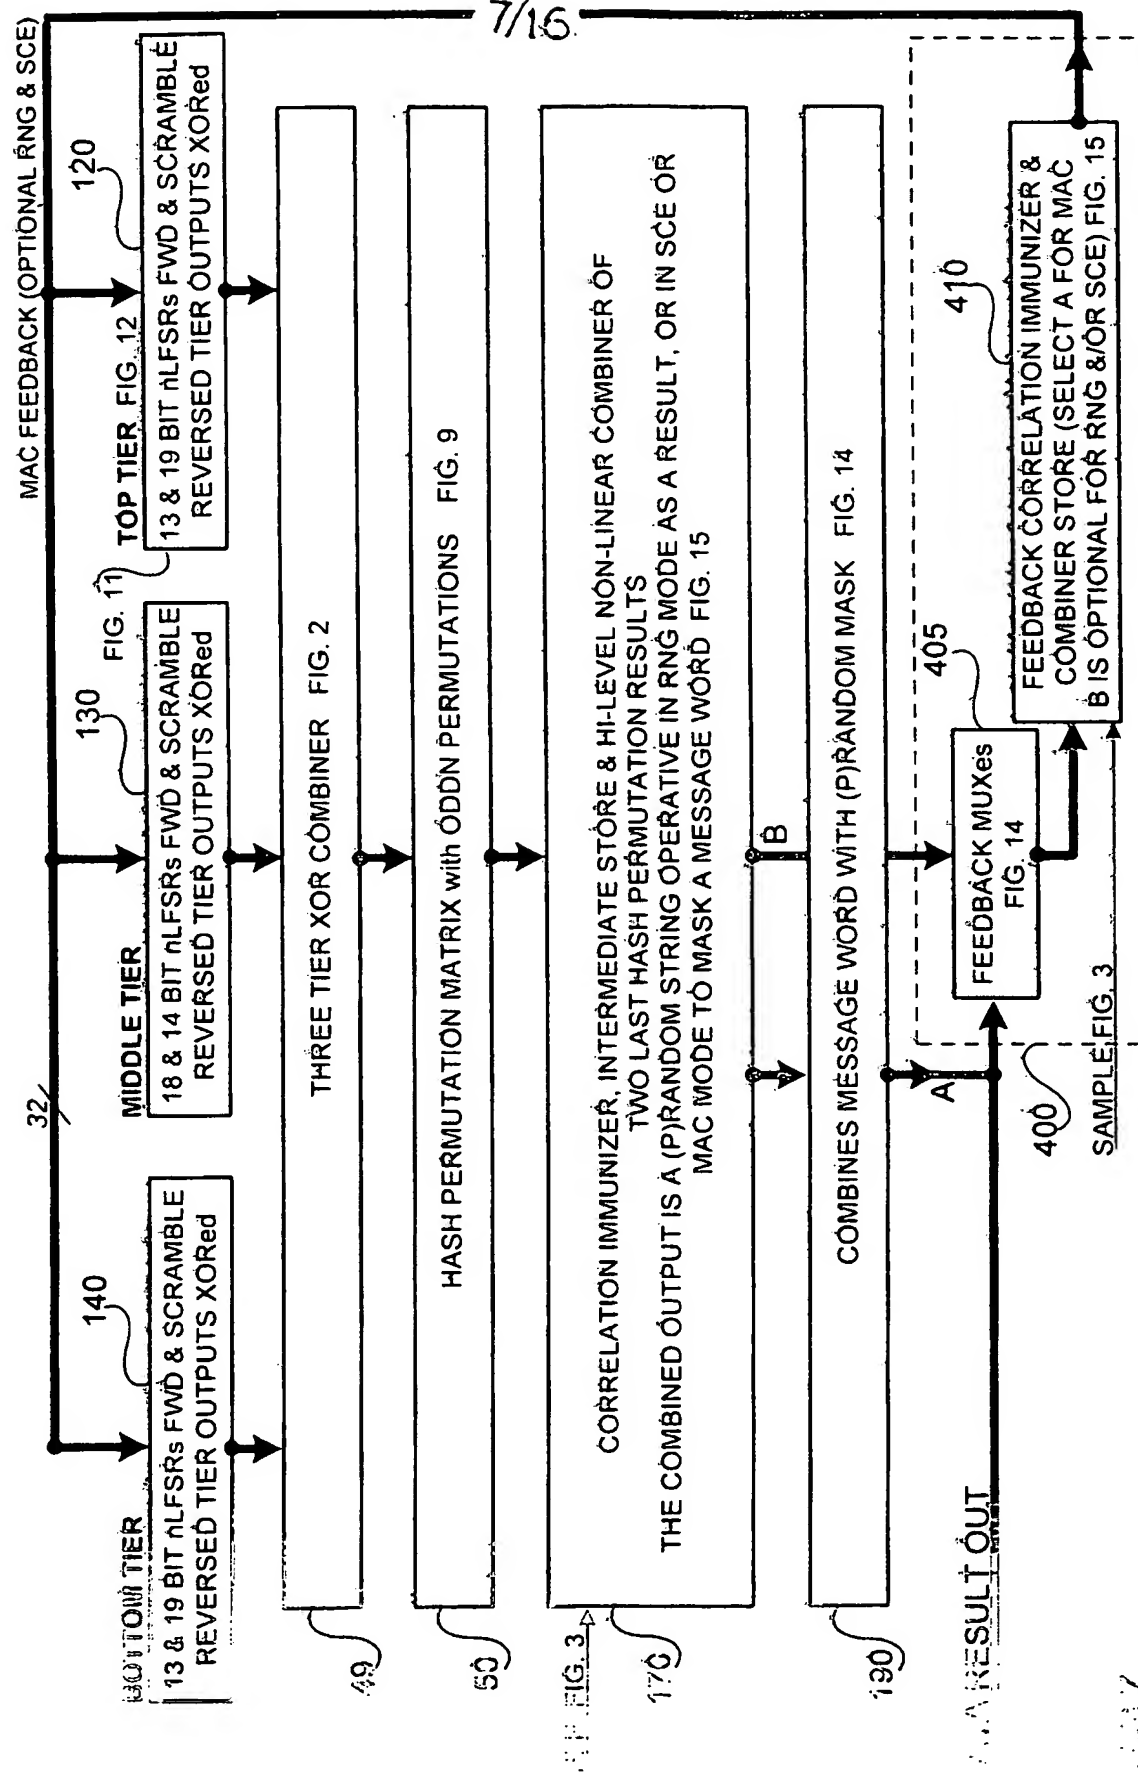 7/16
MAC FEEDBACK (OPTIONAL RNG & SCE)
32
BOTTOM TIER
140
13 & 19 BIT nLFSRs FWD & SCRAMBLE
REVERSED TIER OUTPUTS XORed
MIDDLE TIER
130
18 & 14 BIT nLFSRs FWD & SCRAMBLE
REVERSED TIER OUTPUTS XORed
FIG. 11
TOP TIER FIG. 12
120
13 & 19 BIT nLFSRs FWD & SCRAMBLE
REVERSED TIER OUTPUTS XORed
49
THREE TIER XOR COMBINER FIG. 2
50
HASH PERMUTATION MATRIX with ODDN PERMUTATIONS FIG. 9
FIG. 3
170
CORRELATION IMMUNIZER, INTERMEDIATE STORE & HI-LEVEL NON-LINEAR COMBINER OF
TWO LAST HASH PERMUTATION RESULTS
THE COMBINED OUTPUT IS A (P)RANDOM STRING OPERATIVE IN RNG MODE AS A RESULT, OR IN SCE OR
MAC MODE TO MASK A MESSAGE WORD FIG. 15
B
190
COMBINES MESSAGE WORD WITH (P)RANDOM MASK FIG. 14
A
RESULT OUT
400
405
FEEDBACK MUXes
FIG. 14
410
FEEDBACK CORRELATION IMMUNIZER &
COMBINER STORE (SELECT A FOR MAC
B IS OPTIONAL FOR RNG &/OR SCE) FIG. 15
SAMPLE, FIG. 3